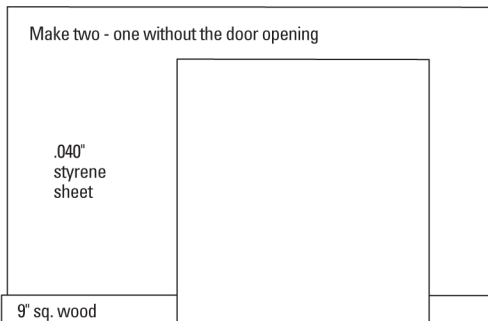 Make two - one without the door opening
.040"
styrene
sheet
9" sq. wood